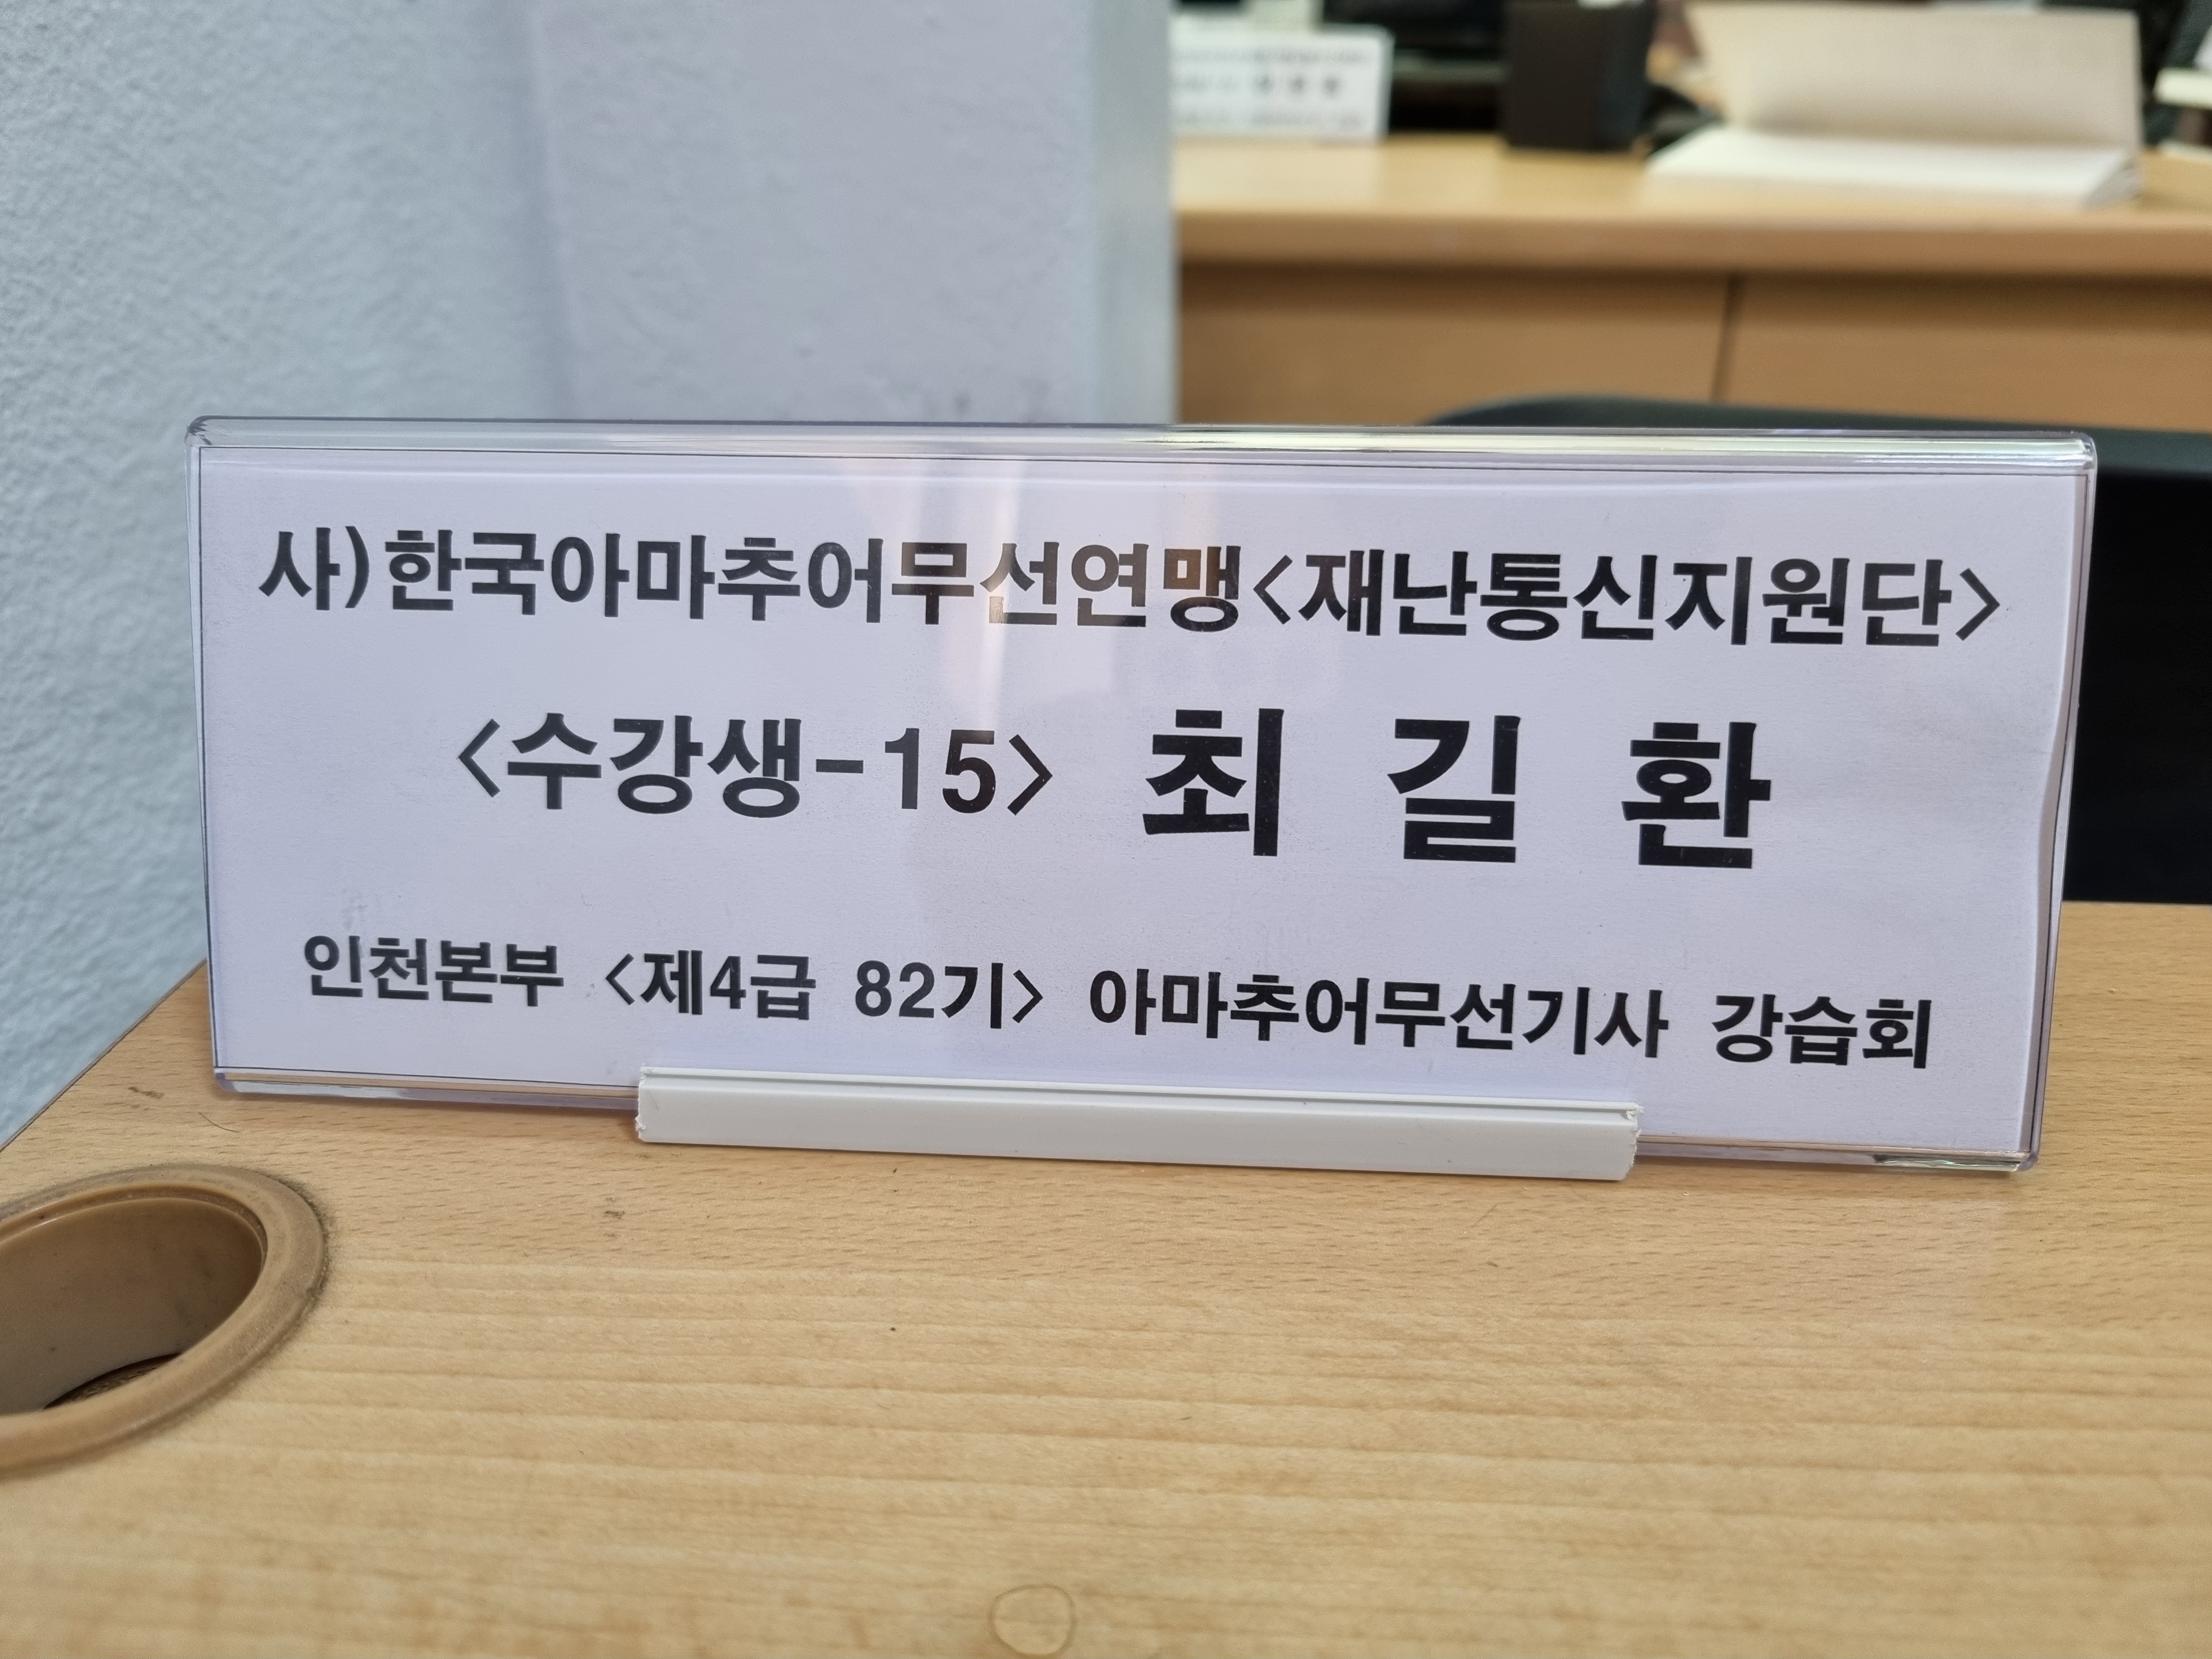 사)한국아마추어무선연맹<재난통신지원단>
<수강생-15> 최 길 환
인천본부 <제4급 82기> 아마추어무선기사 강습회